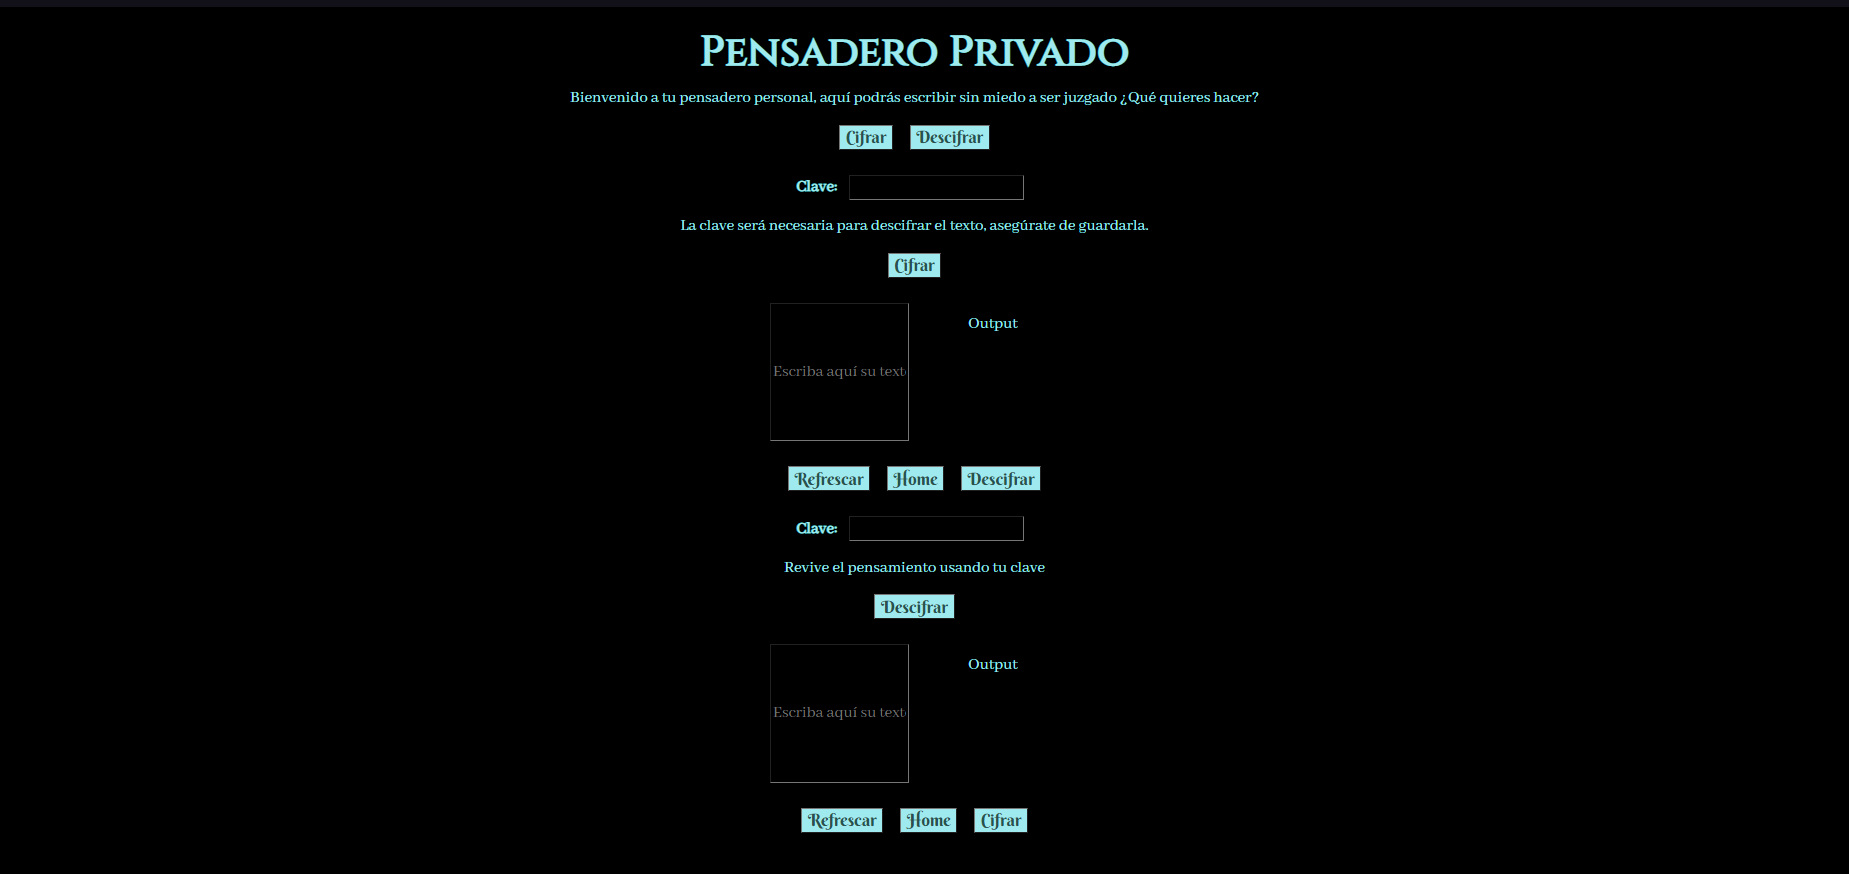 Pensadero Privado
Bienvenido a tu pensadero personal, aquí podrás escribir sin miedo a ser juzgado ¿Qué quieres hacer?
Cifrar Descifrar
Clave:
La clave será necesaria para descifrar el texto, asegúrate de guardarla.
Cifrar
Output
Escriba aquí su text
Refrescar Home Descifrar
Clave:
Revive el pensamiento usando tu clave
Descifrar
Output
Escriba aquí su text
Refrescar Home Cifrar